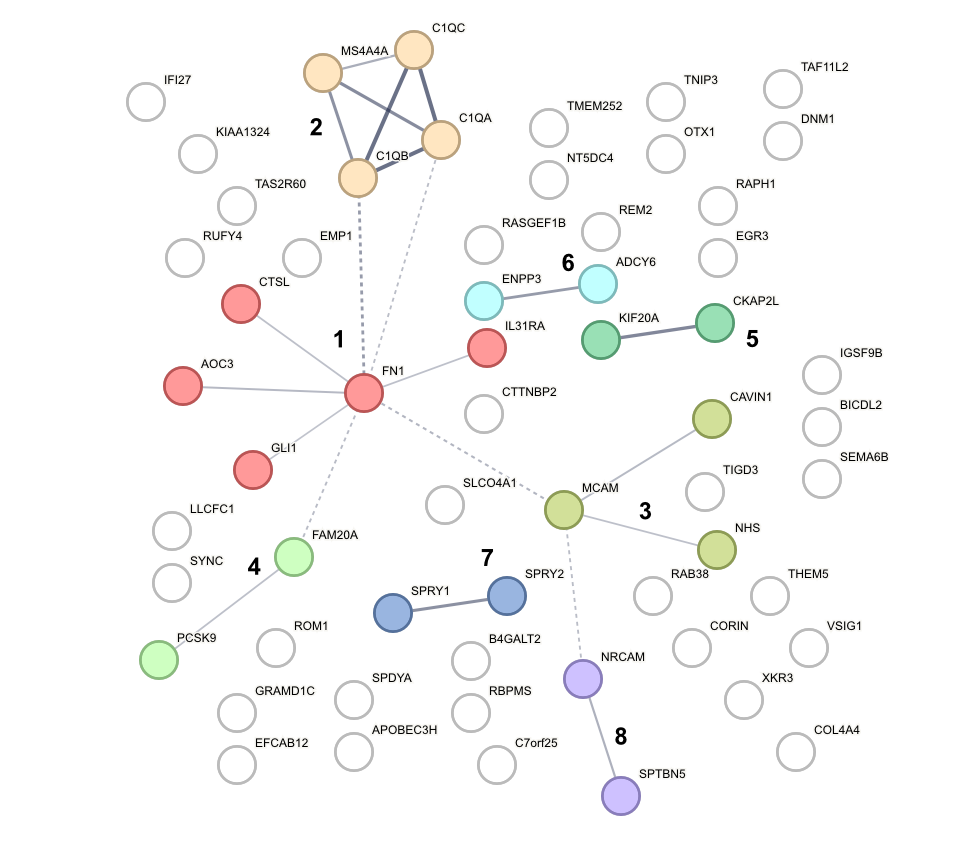 C1QC
MS4A4A
TAF11L2
IFI27
TNIP3
TMEM252
C1QA
DNM1
2
KIAA1324
OTX1
C1QB
NT5DC4
TAS2R60
RAPH1
REM2
RASGEF1B
RUFY4
EMP1
EGR3
6
ADCY6
CTSL
ENPP3
CKAP2L
KIF20A
IL31RA
1
5
IGSF9B
AOC3
FN1
CTTNBP2
CAVIN1
BICDL2
GLI1
SEMA6B
TIGD3
SLCO4A1
MCAM
LLCFC1
3
NHS
FAM20A
SYNC
4
7
SPRY2
RAB38
THEM5
SPRY1
ROM1
CORIN
VSIG1
PCSK9
B4GALT2
NRCAM
SPDYA
XKR3
GRAMD1C
RBPMS
APOBEC3H
COL4A4
8
EFCAB12
C7orf25
SPTBN5